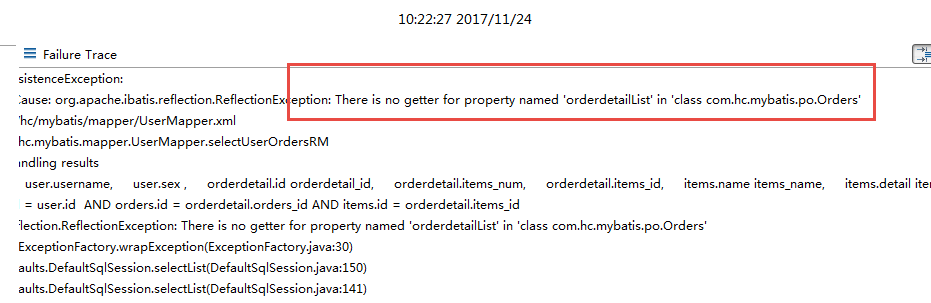 10:22:27 2017/11/24
Failure Trace
sistenceException:
Cause: org.apache.ibatis.reflection.ReflectionException: There is no getter for property named 'orderdetailList' in 'class com.hc.mybatis.po.Orders'
hc/mybatis/mapper/UserMapper.xml
hc.mybatis.mapper.UserMapper.selectUserOrdersRM
ndling results
user.username, user.sex , orderdetail.id orderdetail_id, orderdetail.items_num, orderdetail.items_id, items.name items_name, items.detail iten
= user.id AND orders.id = orderdetail.orders_id AND items.id = orderdetail.items_id
lection.ReflectionException: There is no getter for property named 'orderdetailList' in 'class com.hc.mybatis.po.Orders'
ExceptionFactory.wrapException(ExceptionFactory.java:30)
aults.DefaultSqlSession.selectList(DefaultSqlSession.java:150)
aults.DefaultSqlSession.selectList(DefaultSqlSession.java:141)